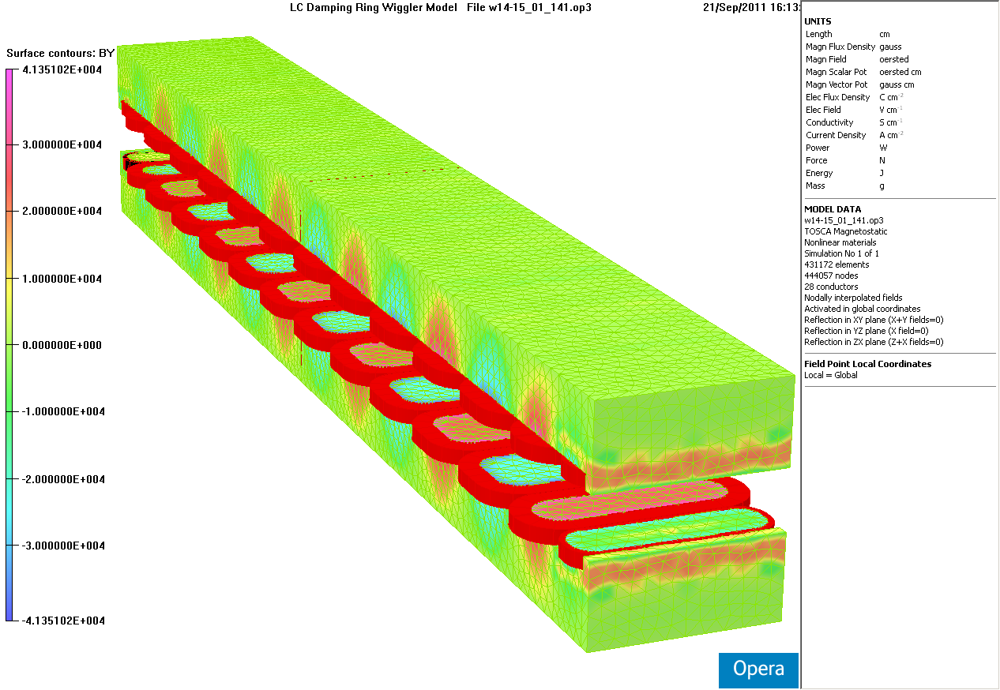 LC Damping Ring Wiggler Model   File w14-15_01_141.op3
21/Sep/2011 16:13:
Surface contours: BY
4.135102E+004
3.000000E+004
2.000000E+004
1.000000E+004
0.000000E+000
-1.000000E+004
-2.000000E+004
-3.000000E+004
-4.135102E+004
UNITS
Length cm
Magn Flux Density gauss
Magn Field oersted
Magn Scalar Pot oersted cm
Magn Vector Pot gauss cm
Elec Flux Density C cm⁻²
Elec Field V cm⁻¹
Conductivity S cm⁻¹
Current Density A cm⁻²
Power W
Force N
Energy J
Mass g
MODEL DATA
w14-15_01_141.op3
TOSCA Magnetostatic
Nonlinear materials
Simulation No 1 of 1
431172 elements
444057 nodes
28 conductors
Nodally interpolated fields
Activated in global coordinates
Reflection in XY plane (X+Y fields=0)
Reflection in YZ plane (X field=0)
Reflection in ZX plane (Z+X fields=0)
Field Point Local Coordinates
Local = Global
Opera